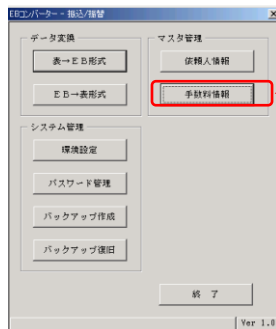 EBコンバーター - 振込/振替
データ変換
表→ＥＢ形式
ＥＢ→表形式
マスタ管理
依頼人情報
手数料情報
システム管理
環境設定
パスワード管理
バックアップ作成
バックアップ復旧
終 了
Ver 1.0